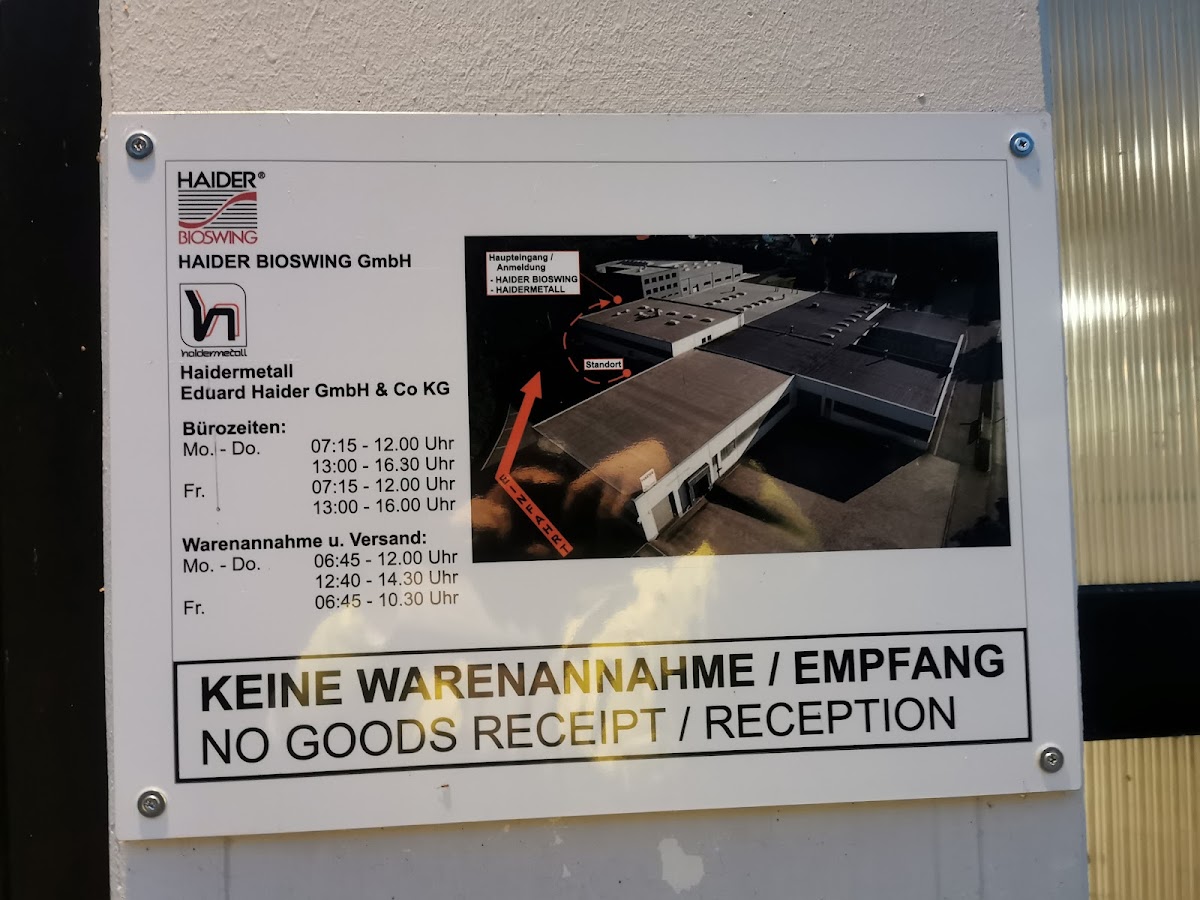 HAIDER®
BIOSWING
HAIDER BIOSWING GmbH
haidermetall
Haidermetall
Eduard Haider GmbH & Co KG
Bürozeiten:
Mo. - Do. 07:15 - 12.00 Uhr
13:00 - 16.30 Uhr
Fr. 07:15 - 12.00 Uhr
13:00 - 16.00 Uhr
Warenannahme u. Versand:
Mo. - Do. 06:45 - 12.00 Uhr
12:40 - 14.30 Uhr
Fr. 06:45 - 10.30 Uhr
Haupteingang /
Anmeldung
- HAIDER BIOSWING
- HAIDERMETALL
Standort
EINFAHRT
KEINE WARENANNAHME / EMPFANG
NO GOODS RECEIPT / RECEPTION